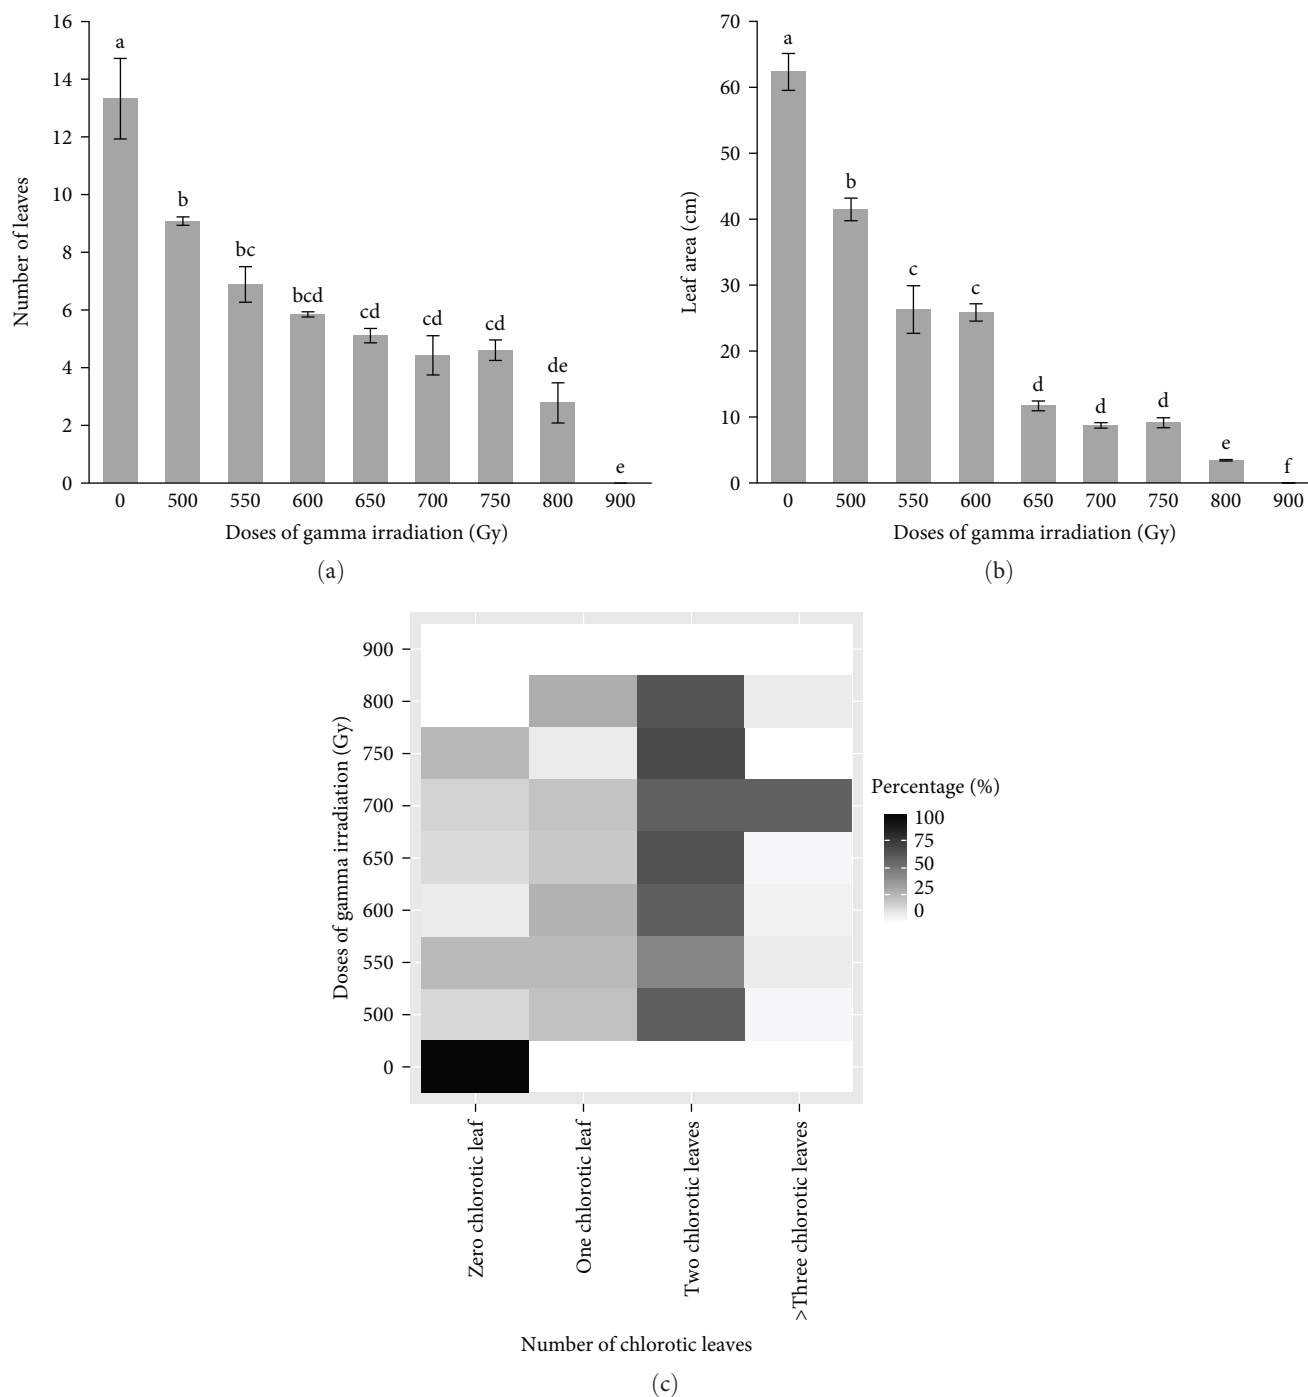 16
14
12
10
8
6
4
2
0
Number of leaves
a
b
bc
bcd
cd
cd
cd
de
e
0 500 550 600 650 700 750 800 900
Doses of gamma irradiation (Gy)
(a)
70
60
50
40
30
20
10
0
Leaf area (cm)
a
b
c
c
d
d
d
e
f
0 500 550 600 650 700 750 800 900
Doses of gamma irradiation (Gy)
(b)
900
800
750
700
650
600
550
500
0
Doses of gamma irradiation (Gy)
Zero chlorotic leaf
One chlorotic leaf
Two chlorotic leaves
>Three chlorotic leaves
Number of chlorotic leaves
Percentage (%)
100
75
50
25
0
(c)